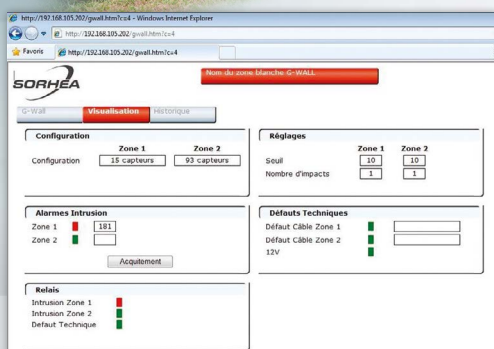 http://192.168.105.202/gwall.htm?c=4 - Windows Internet Explorer
http://192.168.105.202/gwall.htm?c=4
Favoris http://192.168.105.202/gwall.htm?c=4
SORHEA
Nom du zone blanche G-WALL
G-Wall Visualisation Historique
Configuration
Zone 1 Zone 2
Configuration 15 capteurs 93 capteurs
Réglages
Zone 1 Zone 2
Seuil 10 10
Nombre d'impacts 1 1
Alarmes Intrusion
Zone 1 181
Zone 2
Acquitement
Défauts Techniques
Défaut Câble Zone 1
Défaut Câble Zone 2
12V
Relais
Intrusion Zone 1
Intrusion Zone 2
Defaut Technique